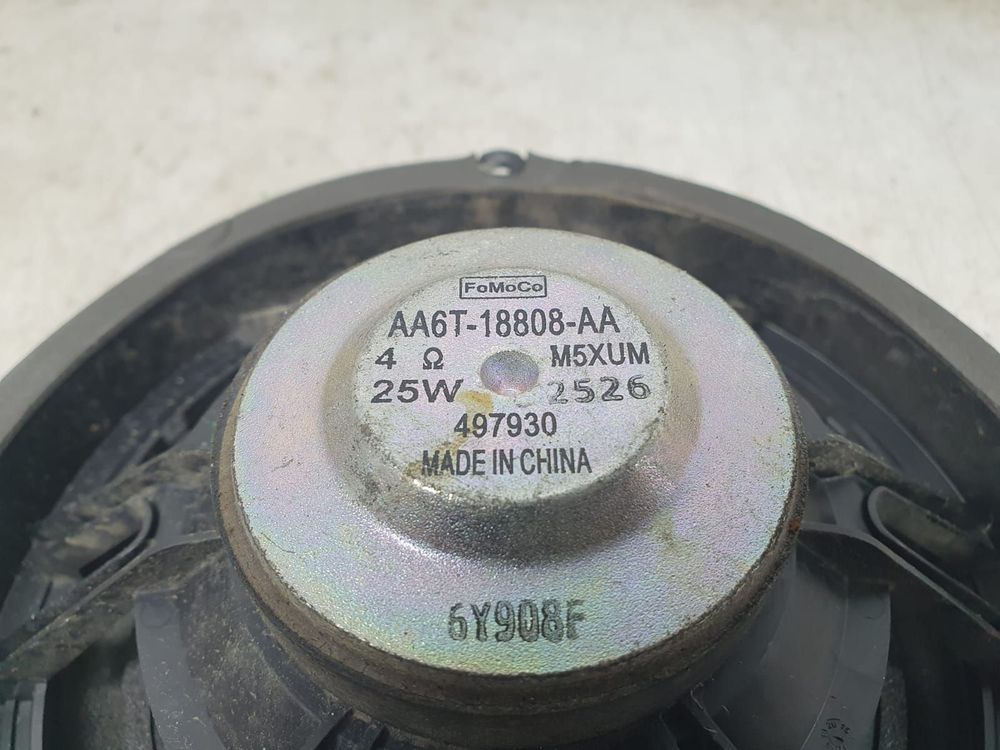 FoMoCo
AA6T-18808-AA
4 Ω M5XUM
25W 2526
497930
MADE IN CHINA
6Y908F